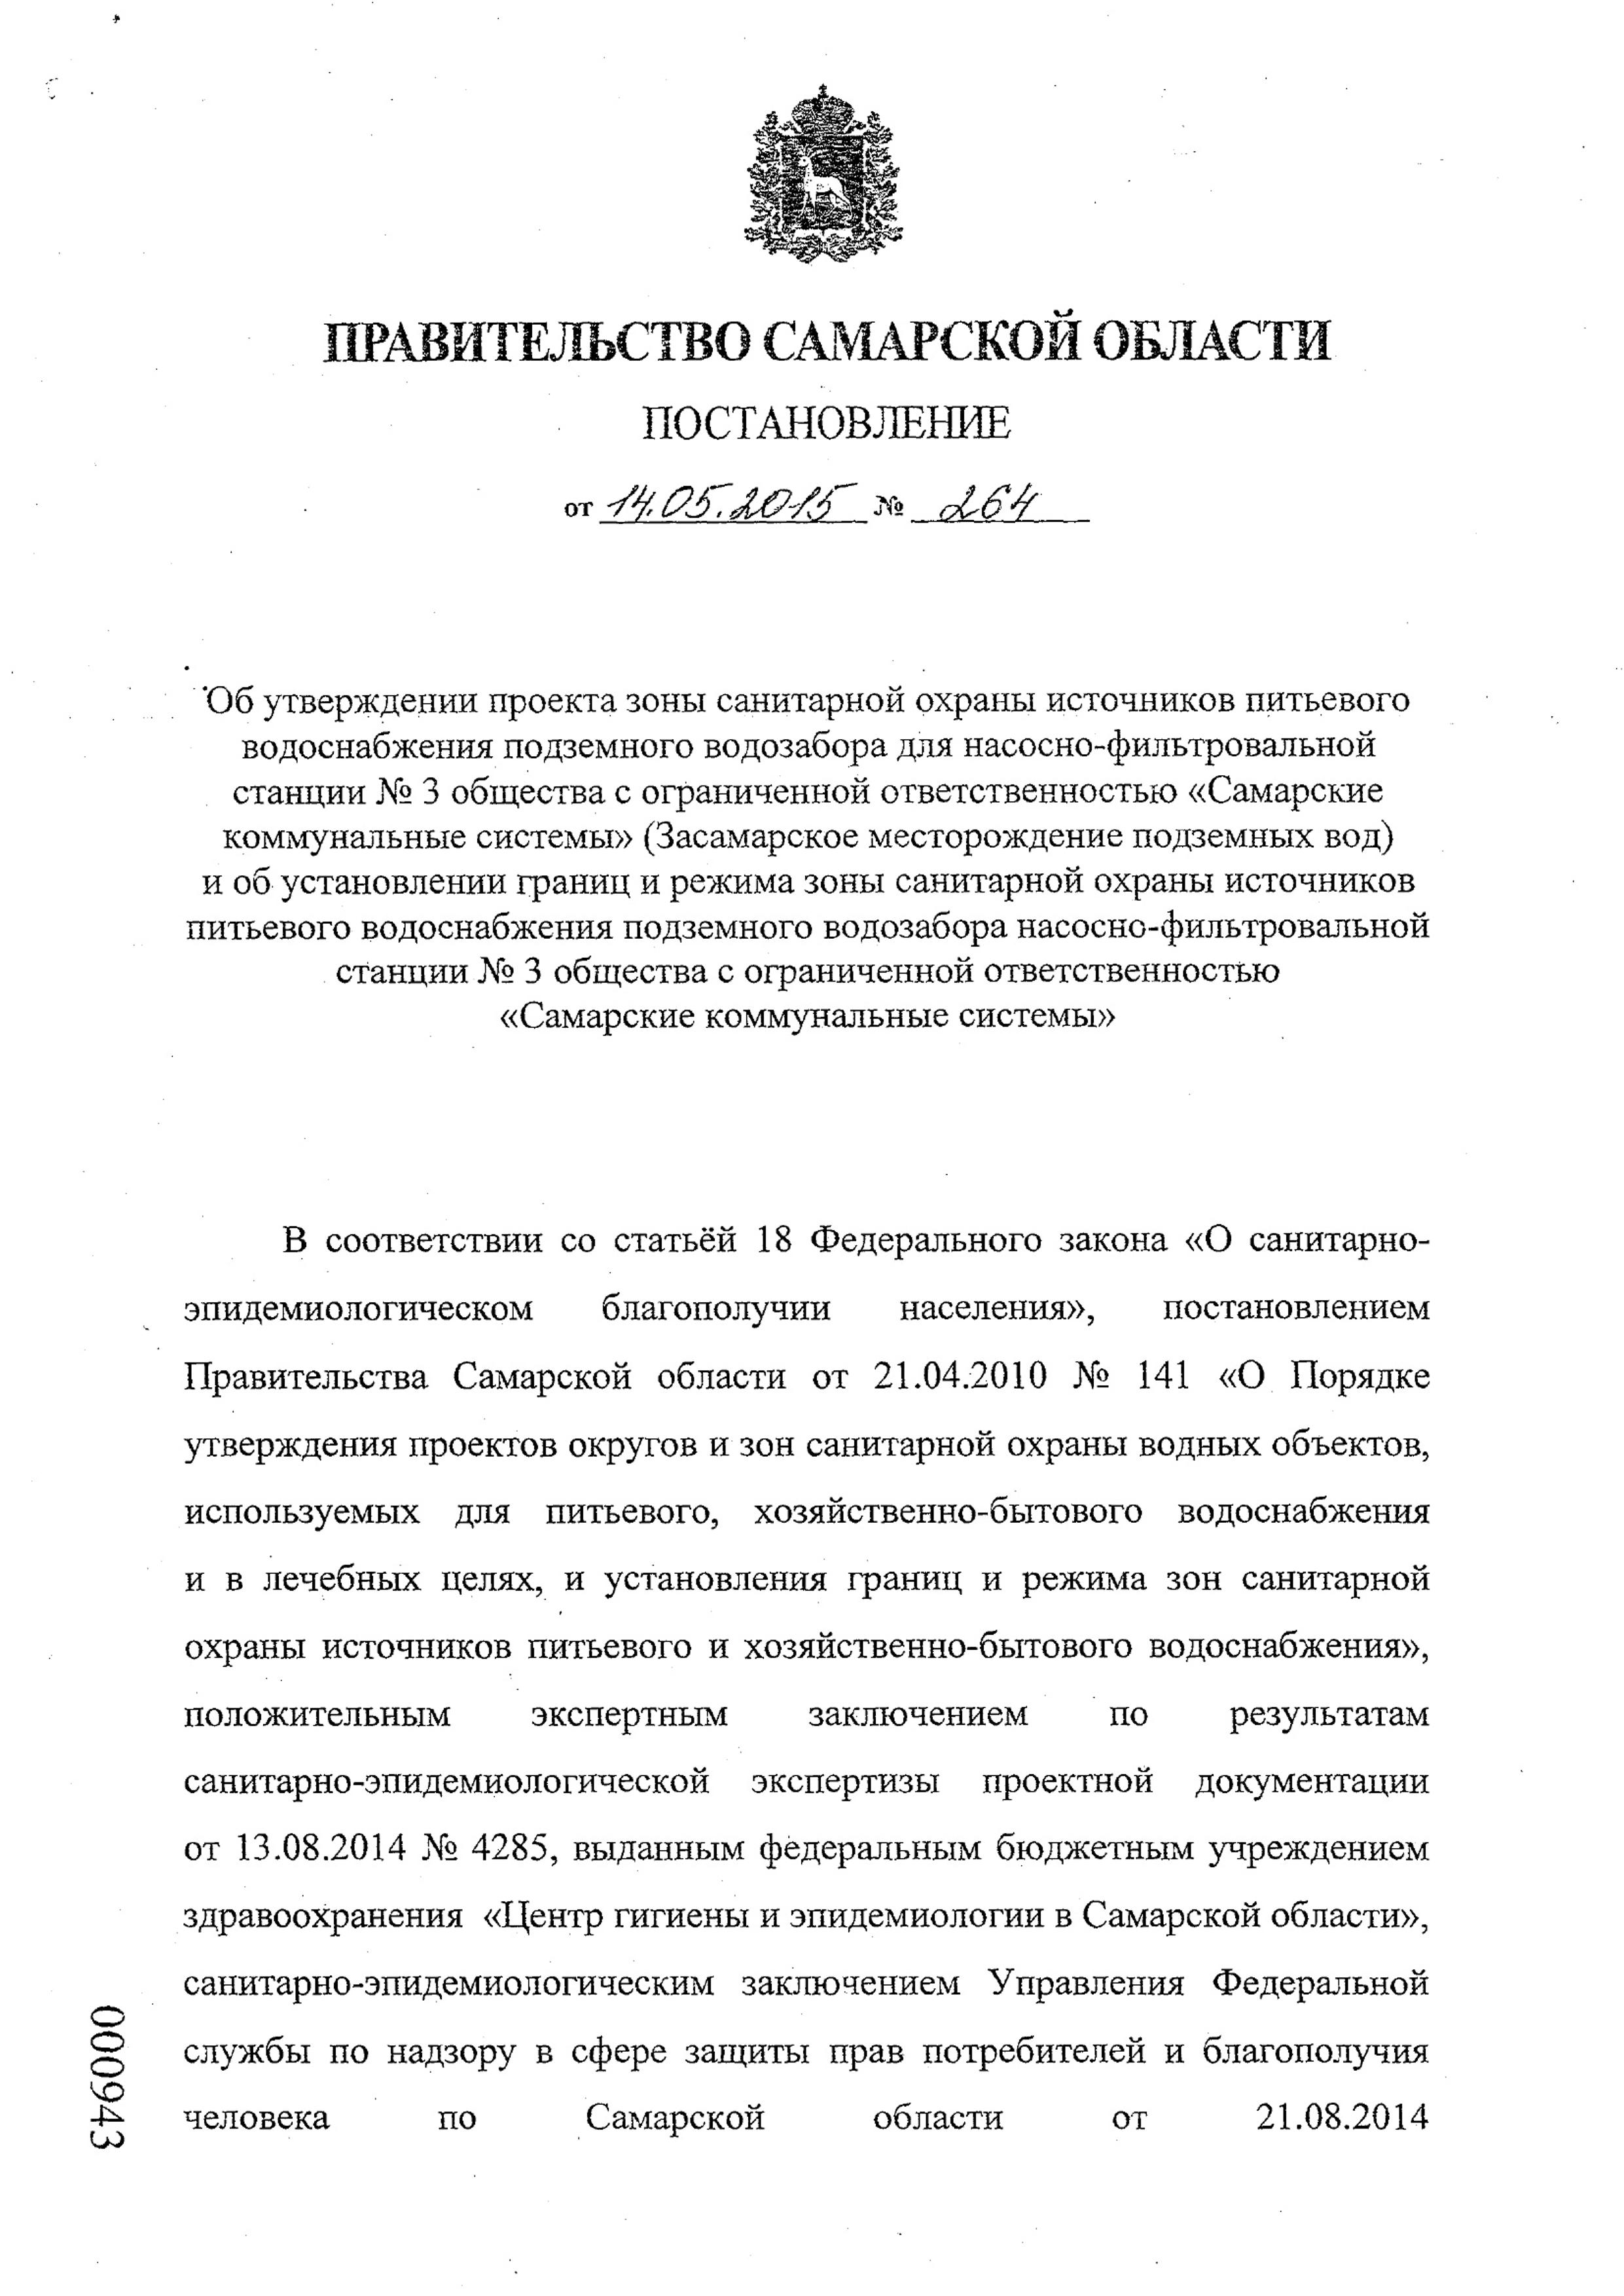 ПРАВИТЕЛЬСТВО САМАРСКОЙ ОБЛАСТИ
ПОСТАНОВЛЕНИЕ
от 14.05.2015 № 264
Об утверждении проекта зоны санитарной охраны источников питьевого
водоснабжения подземного водозабора для насосно-фильтровальной
станции № 3 общества с ограниченной ответственностью «Самарские
коммунальные системы» (Засамарское месторождение подземных вод)
и об установлении границ и режима зоны санитарной охраны источников
питьевого водоснабжения подземного водозабора насосно-фильтровальной
станции № 3 общества с ограниченной ответственностью
«Самарские коммунальные системы»
В соответствии со статьёй 18 Федерального закона «О санитарно-
эпидемиологическом благополучии населения», постановлением
Правительства Самарской области от 21.04.2010 № 141 «О Порядке
утверждения проектов округов и зон санитарной охраны водных объектов,
используемых для питьевого, хозяйственно-бытового водоснабжения
и в лечебных целях, и установления границ и режима зон санитарной
охраны источников питьевого и хозяйственно-бытового водоснабжения»,
положительным экспертным заключением по результатам
санитарно-эпидемиологической экспертизы проектной документации
от 13.08.2014 № 4285, выданным федеральным бюджетным учреждением
здравоохранения «Центр гигиены и эпидемиологии в Самарской области»,
санитарно-эпидемиологическим заключением Управления Федеральной
службы по надзору в сфере защиты прав потребителей и благополучия
человека по Самарской области от 21.08.2014
000943